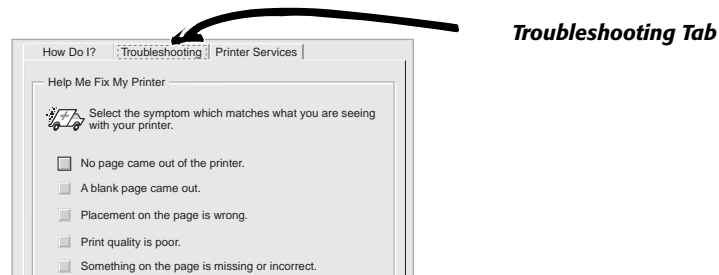 Troubleshooting Tab
How Do I? Troubleshooting Printer Services
Help Me Fix My Printer
Select the symptom which matches what you are seeing
with your printer.
No page came out of the printer.
A blank page came out.
Placement on the page is wrong.
Print quality is poor.
Something on the page is missing or incorrect.